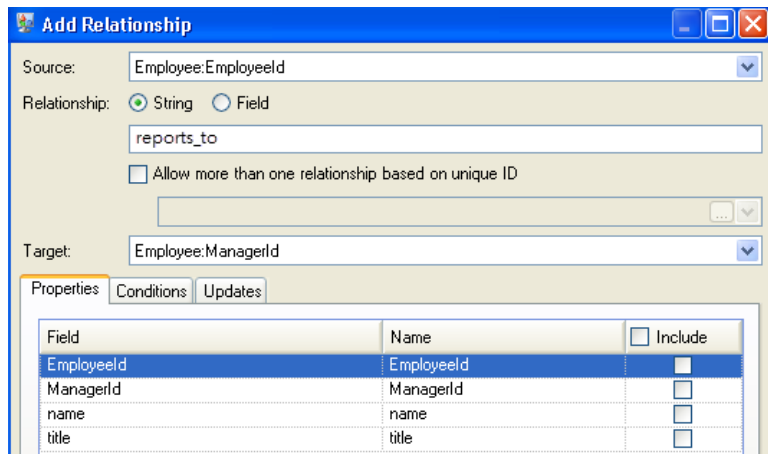 Add Relationship
Source: Employee:EmployeeId
Relationship: String Field
reports_to
Allow more than one relationship based on unique ID
...
Target: Employee:ManagerId
Properties Conditions Updates
Field Name Include
EmployeeId EmployeeId
ManagerId ManagerId
name name
title title